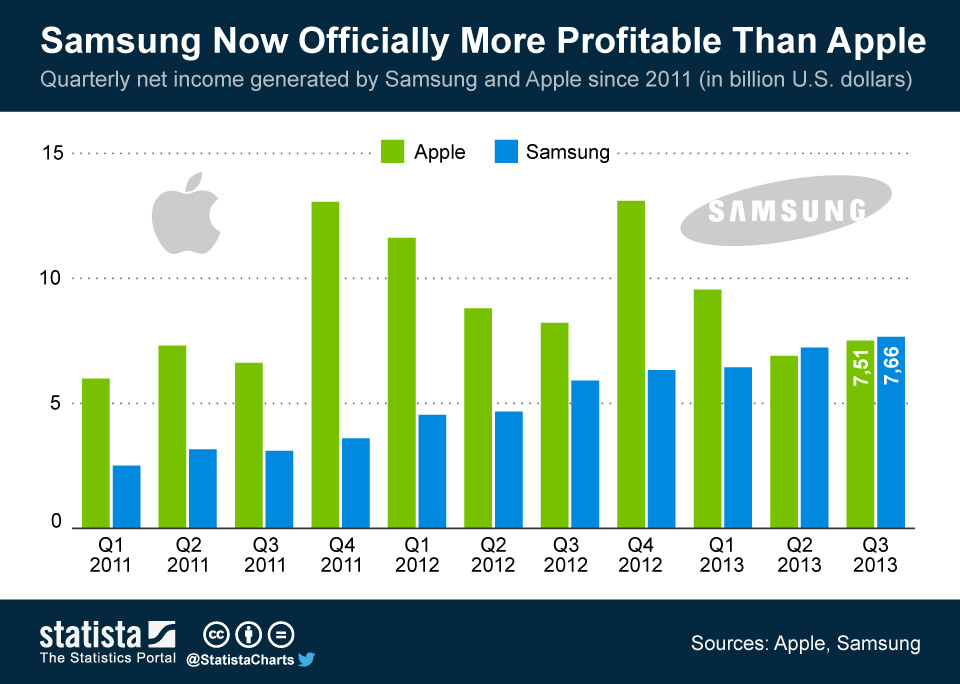 Samsung Now Officially More Profitable Than Apple
Quarterly net income generated by Samsung and Apple since 2011 (in billion U.S. dollars)
15
Apple
Samsung
SAMSUNG
10
5
0
7,51
7,66
Q1 Q2 Q3 Q4 Q1 Q2 Q3 Q4 Q1 Q2 Q3
2011 2011 2011 2011 2012 2012 2012 2012 2013 2013 2013
statista
The Statistics Portal
cc
@StatistaCharts
Sources: Apple, Samsung